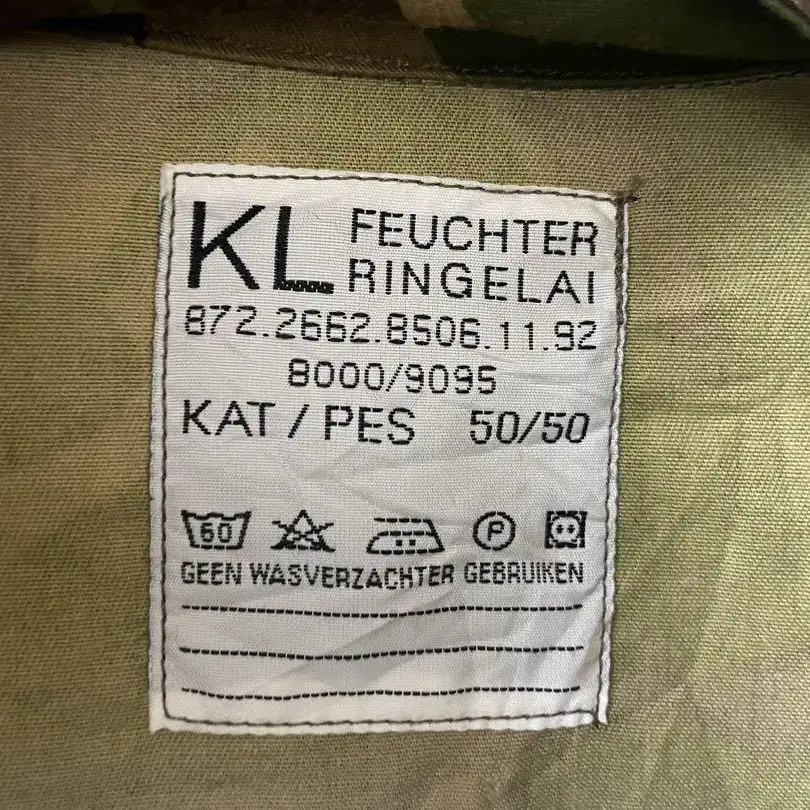 KL FEUCHTER
RINGELAI
872.2662.8506.11.92
8000/9095
KAT / PES 50/50
60 P
GEEN WASVERZACHTER GEBRUIKEN